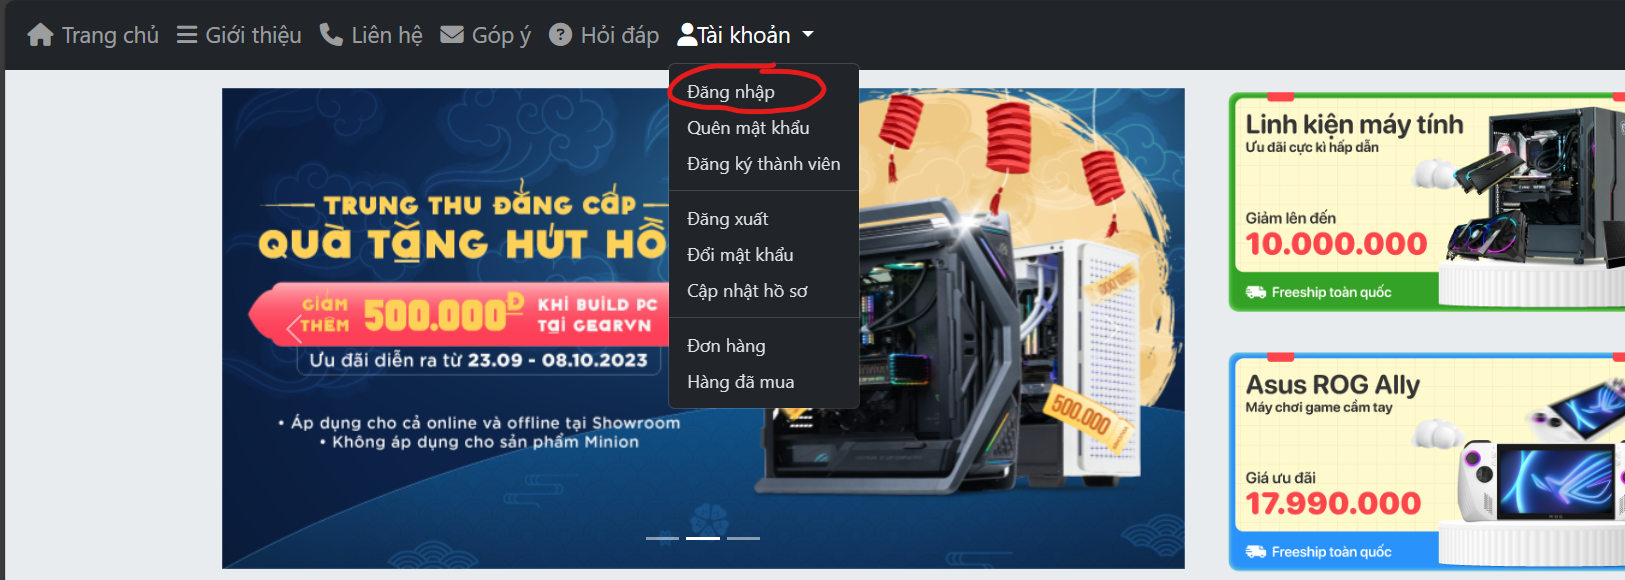 Trang chủ Giới thiệu Liên hệ Góp ý Hỏi đáp Tài khoản
Đăng nhập
Quên mật khẩu
Đăng ký thành viên
Đăng xuất
Đổi mật khẩu
Cập nhật hồ sơ
Đơn hàng
Hàng đã mua
TRUNG THU ĐẲNG CẤP
QUÀ TẶNG HÚT HỒ
GIẢM THÊM 500.000Đ KHI BUILD PC
TẠI GEARVN
Ưu đãi diễn ra từ 23.09 - 08.10.2023
• Áp dụng cho cả online và offline tại Showroom
• Không áp dụng cho sản phẩm Minion
500.000
Linh kiện máy tính
Ưu đãi cực kì hấp dẫn
Giảm lên đến
10.000.000
Freeship toàn quốc
Asus ROG Ally
Máy chơi game cầm tay
Giá ưu đãi
17.990.000
Freeship toàn quốc